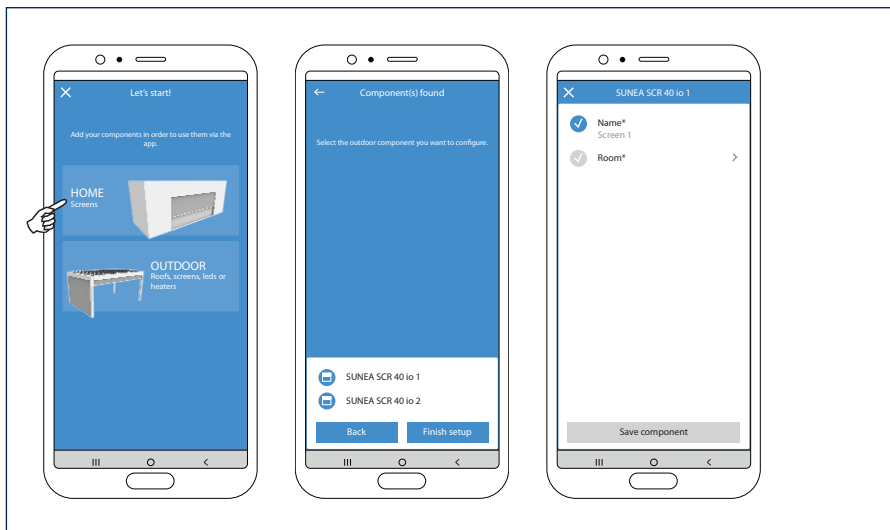 Let's start!
Add your components in order to use them via the
app.
HOME
Screens
OUTDOOR
Roofs, screens, leds or
heaters
Component(s) found
Select the outdoor component you want to configure.
SUNEA SCR 40 io 1
SUNEA SCR 40 io 2
Back
Finish setup
SUNEA SCR 40 io 1
Name*
Screen 1
Room*
Save component